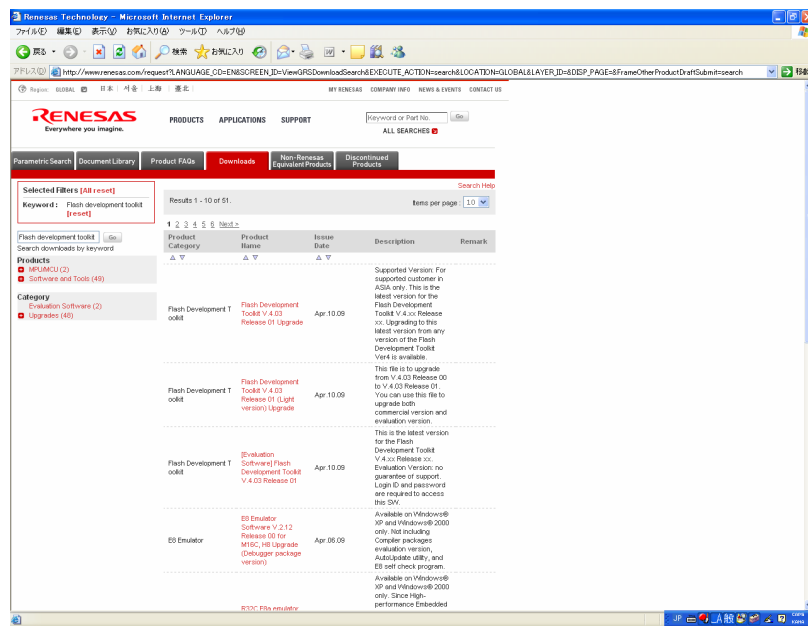 Renesas Technology - Microsoft Internet Explorer
ファイル(F) 編集(E) 表示(V) お気に入り(A) ツール(T) ヘルプ(H)
戻る 検索 お気に入り
アドレス(D) http://www.renesas.com/request?LANGUAGE_CD=EN&SCREEN_ID=ViewGRSDownloadSearch&EXECUTE_ACTION=search&LOCATION=GLOBAL&LAYER_ID=&DISP_PAGE=&FrameOtherProductDraftSubmit=search 移動
Region: GLOBAL 日本 서울 上海 臺北 MY RENESAS COMPANY INFO NEWS & EVENTS CONTACT US
RENESAS
Everywhere you imagine.
PRODUCTS APPLICATIONS SUPPORT
Keyword or Part No. Go
ALL SEARCHES
Parametric Search Document Library Product FAQs Downloads Non-Renesas Equivalent Products Discontinued Products
Search Help
Selected Filters [All reset]
Keyword : Flash development toolkit
[reset]
Results 1 - 10 of 51.
Items per page : 10
1 2 3 4 5 6 Next >
Flash development toolkit Go
Search downloads by keyword
Products
MPU/MCU (2)
Software and Tools (49)
Category
Evaluation Software (2)
Upgrades (48)
Product Category Product Name Issue Date Description Remark
Flash Development T
oolkit
Flash Development
Toolkit V.4.03
Release 01 Upgrade
Apr.10.09
Supported Version: For
supported customer in
ASIA only. This is the
latest version for the
Flash Development
Toolkit V.4.xx Release
xx. Upgrading to this
latest version from any
version of the Flash
Development Toolkit
Ver4 is available.
Flash Development T
oolkit
Flash Development
Toolkit V.4.03
Release 01 (Light
version) Upgrade
Apr.10.09
This file is to upgrade
from V.4.03 Release 00
to V.4.03 Release 01.
You can use this file to
upgrade both
commercial version and
evaluation version.
Flash Development T
oolkit
[Evaluation
Software] Flash
Development Toolkit
V.4.03 Release 01
Apr.10.09
This is the latest version
for the Flash
Development Toolkit
V.4.xx Release xx.
Evaluation Version: no
guarantee of support.
Login ID and password
are required to access
this SW.
E8 Emulator
E8 Emulator
Software V.2.12
Release 00 for
M16C, H8 Upgrade
(Debugger package
version)
Apr.06.09
Available on Windows®
XP and Windows® 2000
only. Not including
Compiler packages
evaluation version,
AutoUpdate utility, and
E8 self check program.
R32C E8a emulator
Available on Windows®
XP and Windows® 2000
only. Since High-
performance Embedded
JP A 般 CAPS
KANA